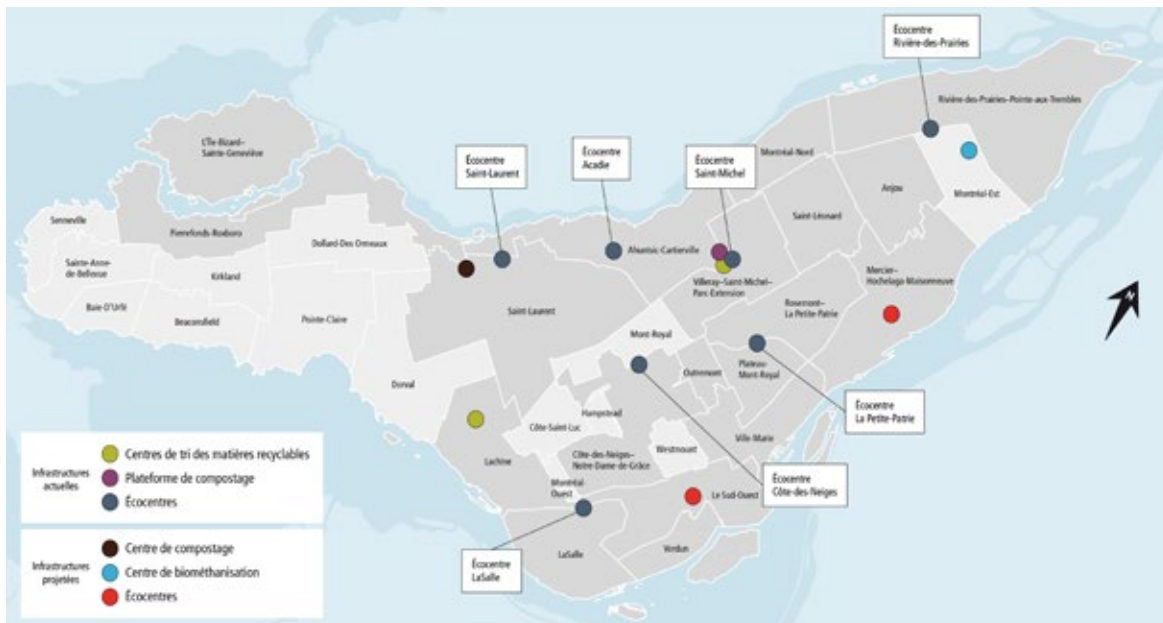 Écocentre
Rivière-des-Prairies
Rivière-des-Prairies–Pointe-aux-Trembles
L'Île-Bizard–
Sainte-Geneviève
Écocentre
Saint-Laurent
Écocentre
Acadie
Écocentre
Saint-Michel
Montréal-Nord
Anjou
Montréal-Est
Senneville
Pierrefonds-Roxboro
Dollard-Des Ormeaux
Saint-Léonard
Ahuntsic-Cartierville
Sainte-Anne-
de-Bellevue
Kirkland
Mercier–
Hochelaga-Maisonneuve
Villeray–Saint-Michel–
Parc-Extension
Baie-D'Urfé
Beaconsfield
Pointe-Claire
Saint-Laurent
Rosemont–
La Petite-Patrie
N
Mont-Royal
Dorval
Outremont
Plateau-
Mont-Royal
Écocentre
La Petite-Patrie
Hampstead
Côte-Saint-Luc
Ville-Marie
Lachine
Côte-des-Neiges–
Notre-Dame-de-Grâce
Westmount
Écocentre
Côte-des-Neiges
Montréal-
Ouest
Le Sud-Ouest
LaSalle
Verdun
Écocentre
LaSalle
Infrastructures
actuelles
Centres de tri des matières recyclables
Plateforme de compostage
Écocentres
Infrastructures
projetées
Centre de compostage
Centre de biométhanisation
Écocentres